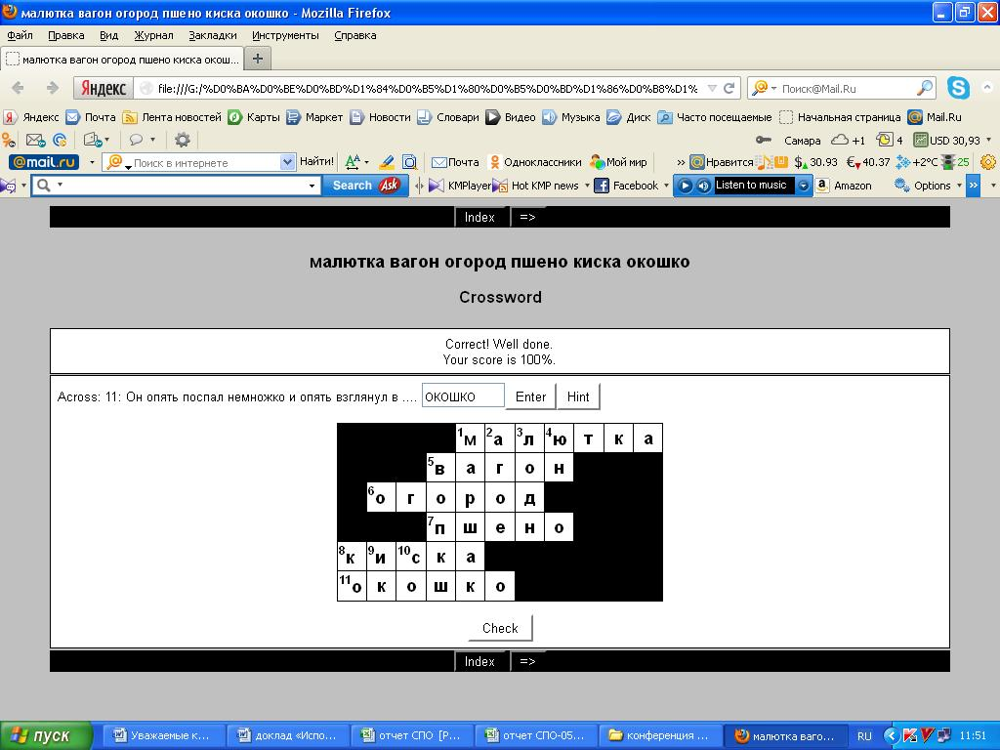 малютка вагон огород пшено киска окошко - Mozilla Firefox
Файл Правка Вид Журнал Закладки Инструменты Справка
малютка вагон огород пшено киска окош... +
Яндекс file:///G:/%D0%BA%D0%BE%D0%BD%D1%84%D0%B5%D1%80%D0%B5%D0%BD%D1%86%D0%B8%D1% Поиск@Mail.Ru
Яндекс Почта Лента новостей Карты Маркет Новости Словари Видео Музыка Диск Часто посещаемые Начальная страница Mail.Ru
Самара +1 4 USD 30,93
@mail.ru Поиск в интернете Найти! Почта Одноклассники Мой мир » Нравится $ 30.93 € 40.37 +2°C 25
Search Ask KMPlayer Hot KMP news Facebook Listen to music Amazon Options »
Index =>
малютка вагон огород пшено киска окошко
Crossword
Correct! Well done.
Your score is 100%.
Across: 11: Он опять поспал немножко и опять взглянул в .... ОКОШКО Enter Hint
1м 2а 3л 4ю т к а
5в а г о н
6о г о р о д
7п ш е н о
8к 9и 10с к а
11о к о ш к о
Check
Index =>
пуск Уважаемые к... доклад «Испо... отчет СПО [Р... отчет СПО-05... конференция ... малютка ваго... RU 11:51